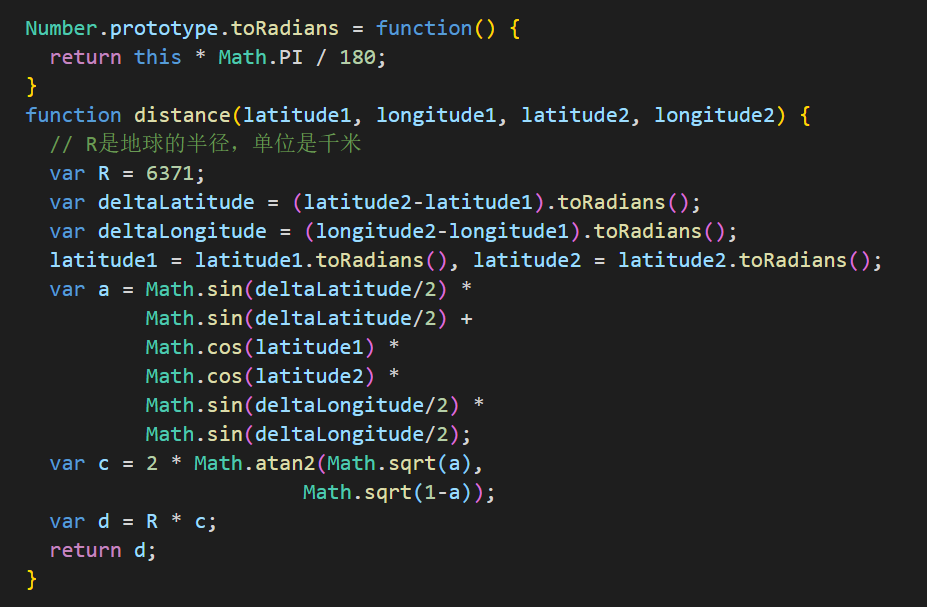 Number.prototype.toRadians = function() {
  return this * Math.PI / 180;
}
function distance(latitude1, longitude1, latitude2, longitude2) {
  // R是地球的半径，单位是千米
  var R = 6371;
  var deltaLatitude = (latitude2-latitude1).toRadians();
  var deltaLongitude = (longitude2-longitude1).toRadians();
  latitude1 = latitude1.toRadians(), latitude2 = latitude2.toRadians();
  var a = Math.sin(deltaLatitude/2) *
          Math.sin(deltaLatitude/2) +
          Math.cos(latitude1) *
          Math.cos(latitude2) *
          Math.sin(deltaLongitude/2) *
          Math.sin(deltaLongitude/2);
  var c = 2 * Math.atan2(Math.sqrt(a),
                       Math.sqrt(1-a));
  var d = R * c;
  return d;
}